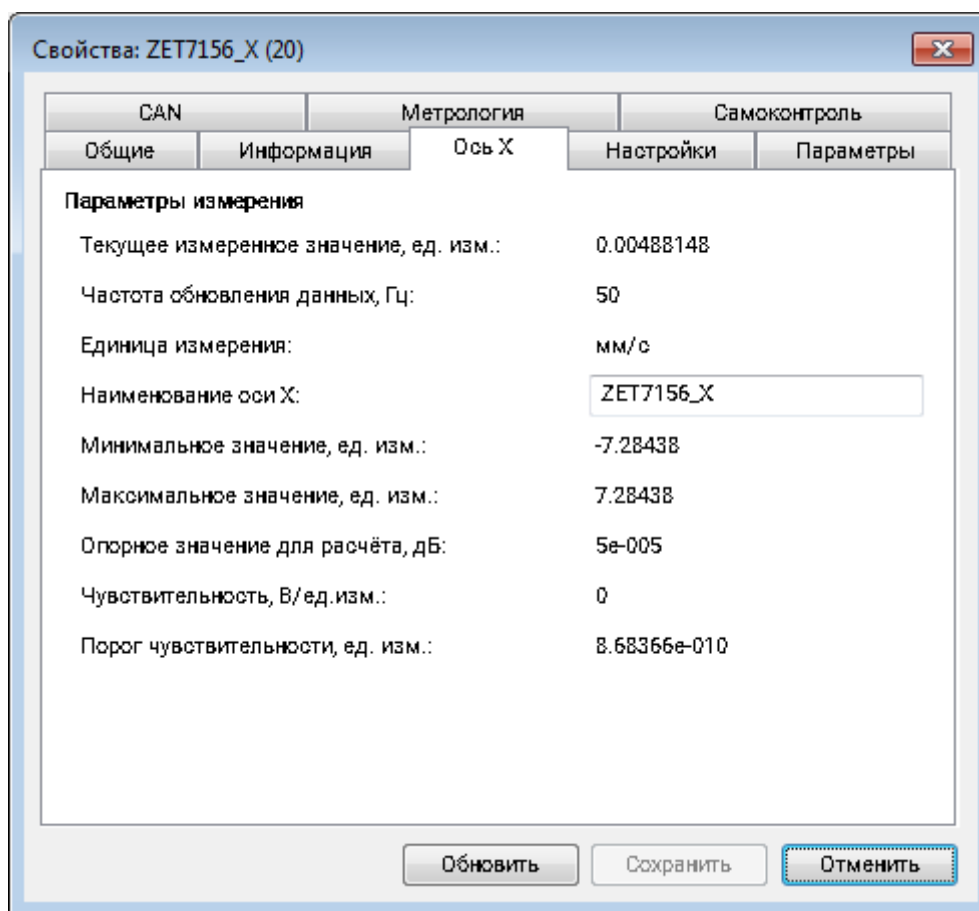 Свойства: ZET7156_X (20)
CAN Метрология Самоконтроль
Общие Информация Ось X Настройки Параметры
Параметры измерения
Текущее измеренное значение, ед. изм.: 0.00488148
Частота обновления данных, Гц: 50
Единица измерения: мм/с
Наименование оси X: ZET7156_X
Минимальное значение, ед. изм.: -7.28438
Максимальное значение, ед. изм.: 7.28438
Опорное значение для расчёта, дБ: 5e-005
Чувствительность, В/ед.изм.: 0
Порог чувствительности, ед. изм.: 8.68366e-010
Обновить Сохранить Отменить